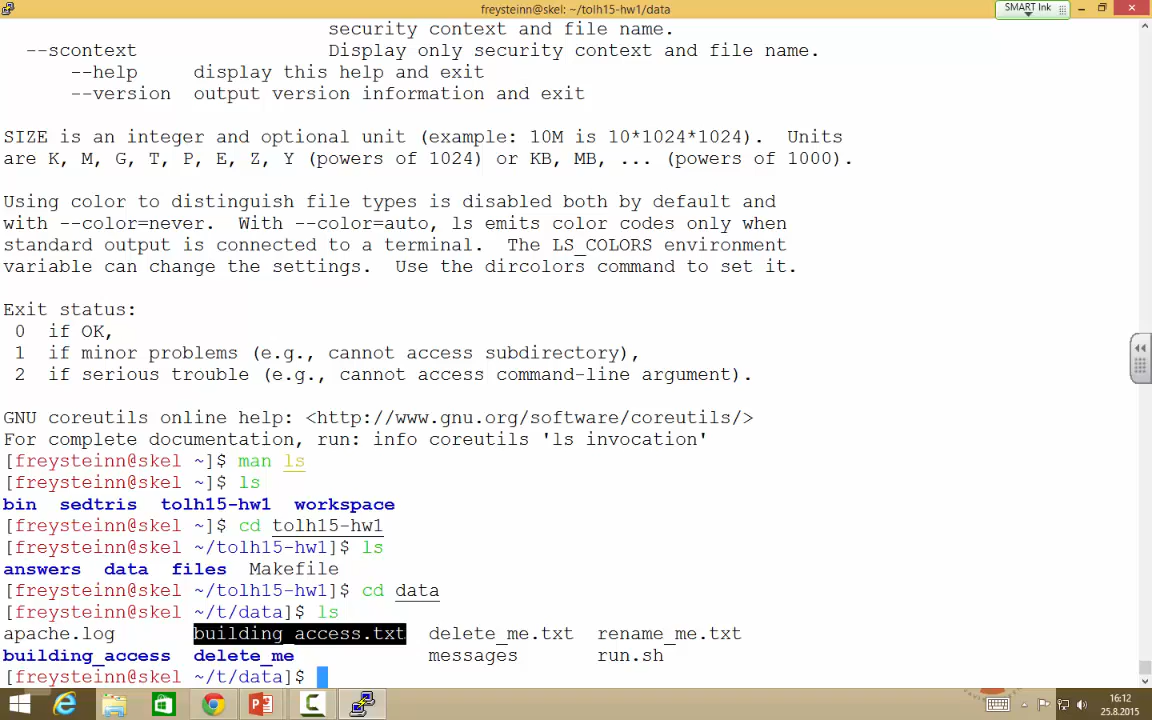 freysteinn@skel: ~/tolh15-hw1/data
SMART Ink
security context and file name.
--scontext Display only security context and file name.
--help display this help and exit
--version output version information and exit
SIZE is an integer and optional unit (example: 10M is 10*1024*1024). Units
are K, M, G, T, P, E, Z, Y (powers of 1024) or KB, MB, ... (powers of 1000).
Using color to distinguish file types is disabled both by default and
with --color=never. With --color=auto, ls emits color codes only when
standard output is connected to a terminal. The LS_COLORS environment
variable can change the settings. Use the dircolors command to set it.
Exit status:
0 if OK,
1 if minor problems (e.g., cannot access subdirectory),
2 if serious trouble (e.g., cannot access command-line argument).
GNU coreutils online help: <http://www.gnu.org/software/coreutils/>
For complete documentation, run: info coreutils 'ls invocation'
[freysteinn@skel ~]$ man ls
[freysteinn@skel ~]$ ls
bin sedtris tolh15-hw1 workspace
[freysteinn@skel ~]$ cd tolh15-hw1
[freysteinn@skel ~/tolh15-hw1]$ ls
answers data files Makefile
[freysteinn@skel ~/tolh15-hw1]$ cd data
[freysteinn@skel ~/t/data]$ ls
apache.log building_access.txt delete_me.txt rename_me.txt
building_access delete_me messages run.sh
[freysteinn@skel ~/t/data]$
16:12
25.8.2015